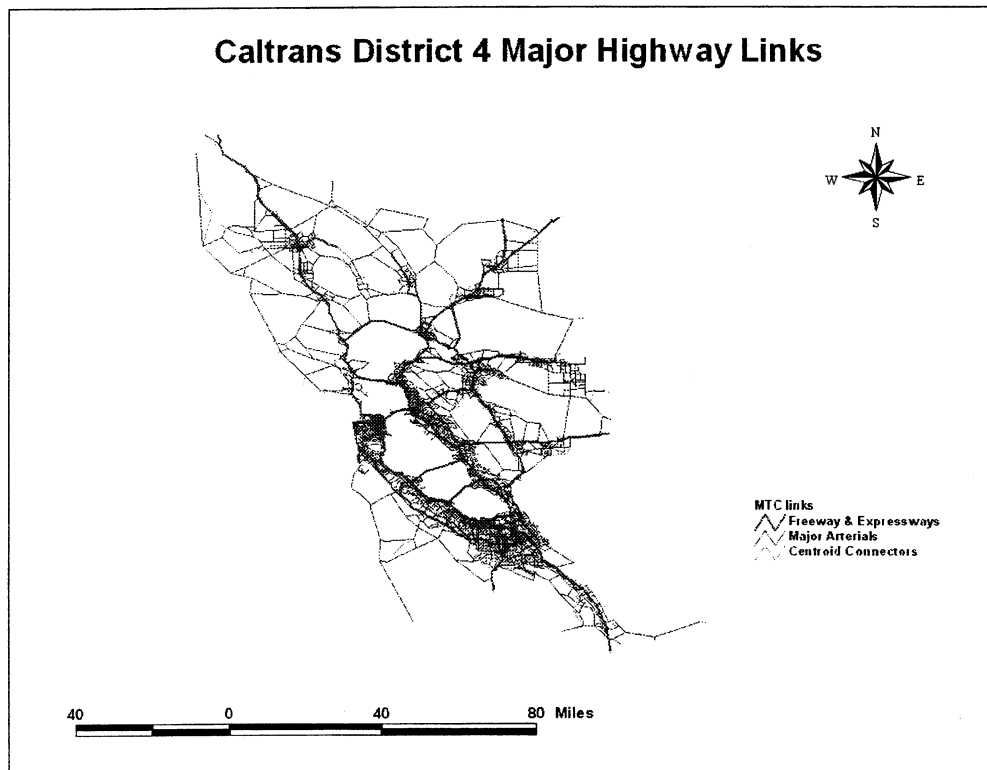 Caltrans District 4 Major Highway Links
N
W E
S
MTC links
Freeway & Expressways
Major Arterials
Centroid Connectors
40 0 40 80 Miles